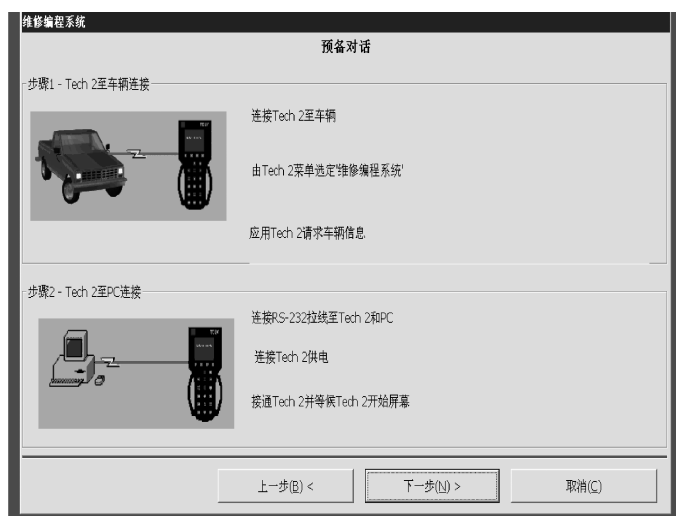 维修编程系统
预备对话
步骤1 - Tech 2至车辆连接
连接Tech 2至车辆
由Tech 2菜单选定'维修编程系统'
应用Tech 2请求车辆信息.
步骤2 - Tech 2至PC连接
连接RS-232拉线至Tech 2和PC
连接Tech 2供电
接通Tech 2并等候Tech 2开始屏幕
上一步(B) <
下一步(N) >
取消(C)